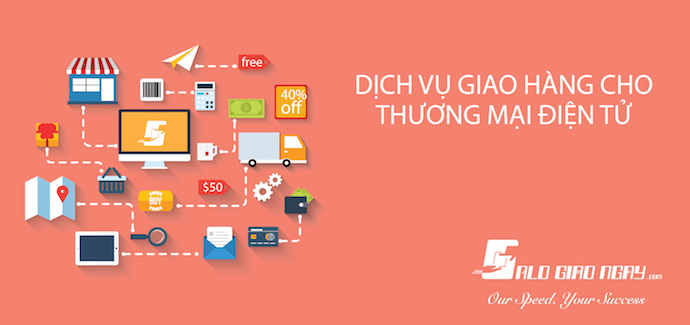 free
40%
off
DỊCH VỤ GIAO HÀNG CHO
THƯƠNG MẠI ĐIỆN TỬ
$50
BUY
ALO GIAO NGAY.com
Our Speed. Your Success